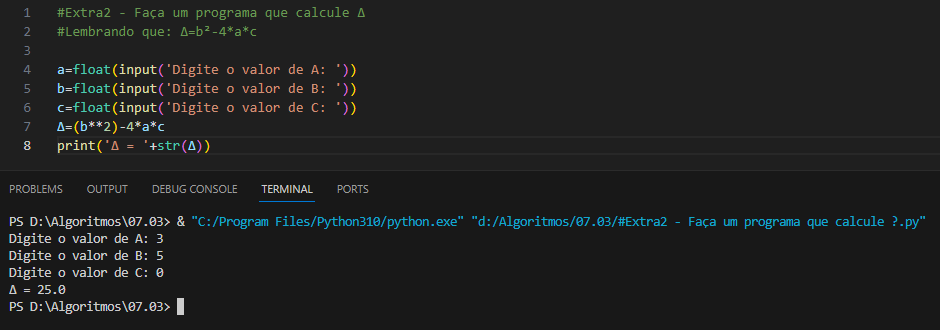 1 #Extra2 - Faça um programa que calcule Δ
2 #Lembrando que: Δ=b²-4*a*c
3
4 a=float(input('Digite o valor de A: '))
5 b=float(input('Digite o valor de B: '))
6 c=float(input('Digite o valor de C: '))
7 Δ=(b**2)-4*a*c
8 print('Δ = '+str(Δ))
PROBLEMS OUTPUT DEBUG CONSOLE TERMINAL PORTS
PS D:\Algoritmos\07.03> & "C:/Program Files/Python310/python.exe" "d:/Algoritmos/07.03/#Extra2 - Faça um programa que calcule ?.py"
Digite o valor de A: 3
Digite o valor de B: 5
Digite o valor de C: 0
Δ = 25.0
PS D:\Algoritmos\07.03>